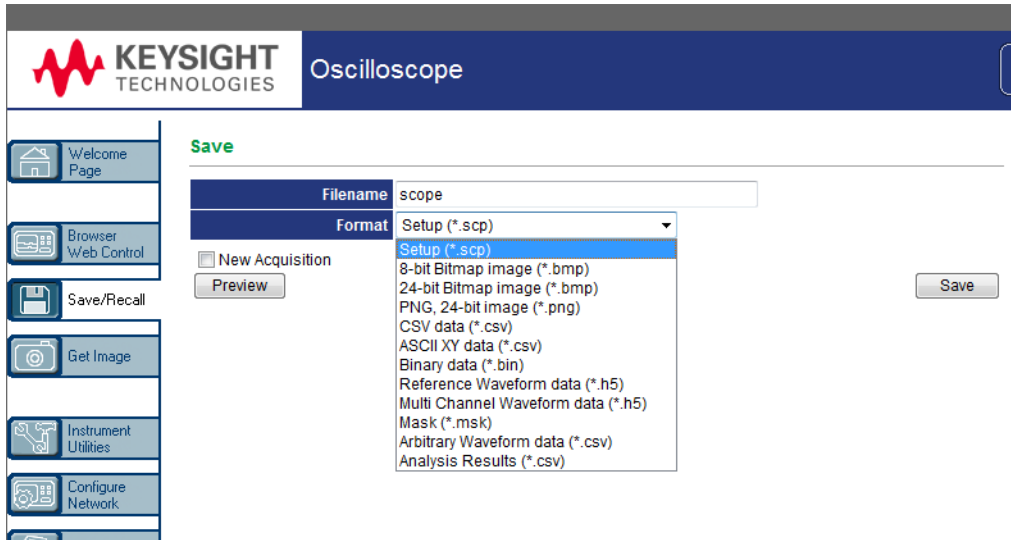 KEYSIGHT
TECHNOLOGIES
Oscilloscope
Welcome
Page
Browser
Web Control
Save/Recall
Get Image
Instrument
Utilities
Configure
Network
Save
Filename scope
Format Setup (*.scp)
Setup (*.scp)
8-bit Bitmap image (*.bmp)
24-bit Bitmap image (*.bmp)
PNG, 24-bit image (*.png)
CSV data (*.csv)
ASCII XY data (*.csv)
Binary data (*.bin)
Reference Waveform data (*.h5)
Multi Channel Waveform data (*.h5)
Mask (*.msk)
Arbitrary Waveform data (*.csv)
Analysis Results (*.csv)
New Acquisition
Preview
Save